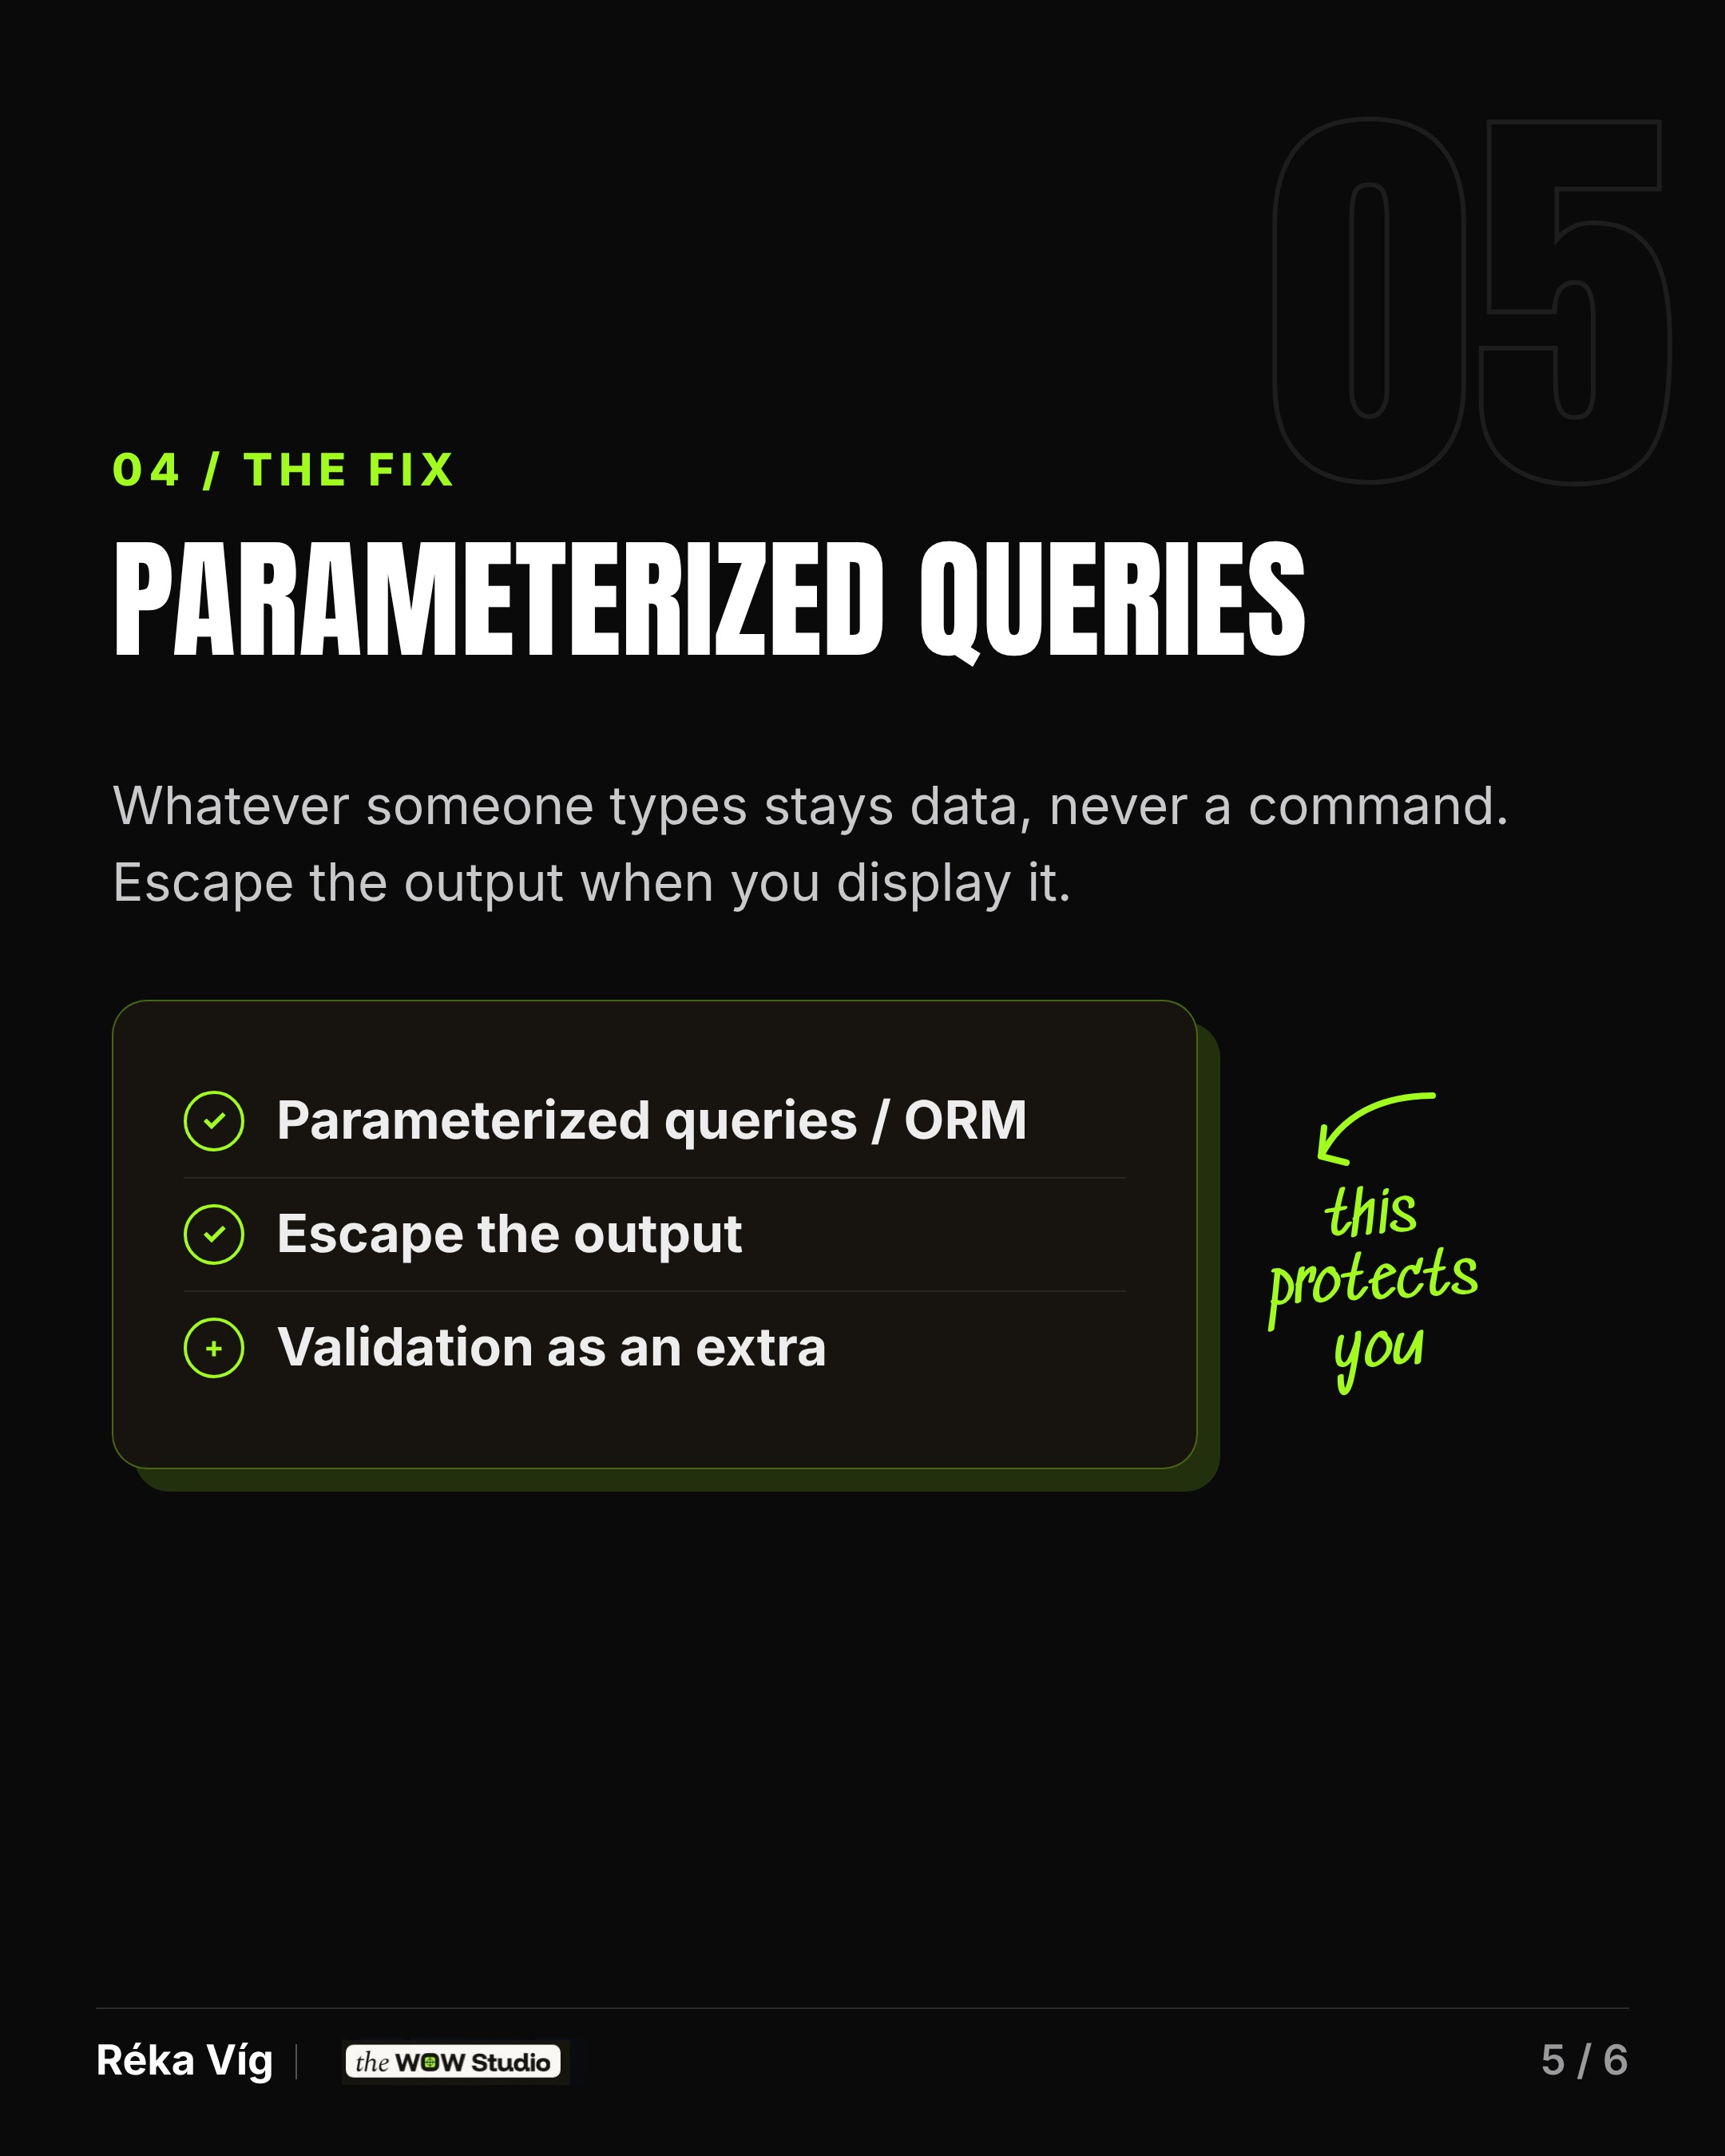 05
04 / THE FIX
PARAMETERIZED QUERIES
Whatever someone types stays data, never a command.
Escape the output when you display it.
Parameterized queries / ORM
Escape the output
Validation as an extra
this
protects
you
Réka Víg
the WOW Studio
5 / 6